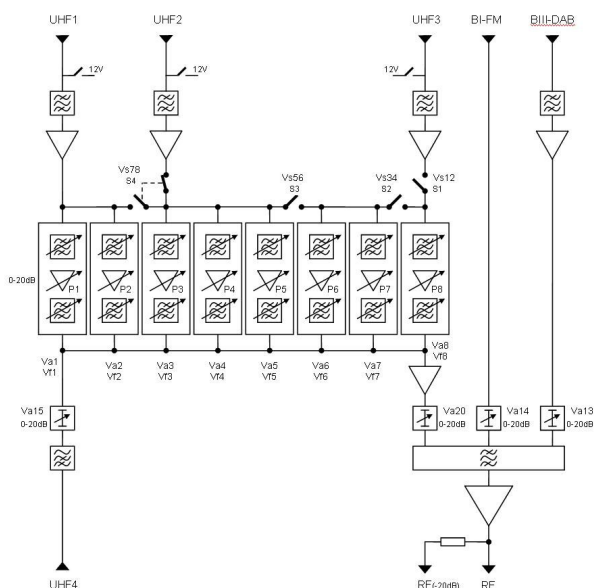 UHF1 UHF2 UHF3 BI-FM BIII-DAB
12V 12V 12V
Vs78 Vs56 Vs34 Vs12
S4 S3 S2 S1
0-20dB P1 P2 P3 P4 P5 P6 P7 P8
Va1 Va2 Va3 Va4 Va5 Va6 Va7 Va8
Vf1 Vf2 Vf3 Vf4 Vf5 Vf6 Vf7 Vf8
Va15 Va20 Va14 Va13
0-20dB 0-20dB 0-20dB 0-20dB
UHF4 RF(-20dB) RF